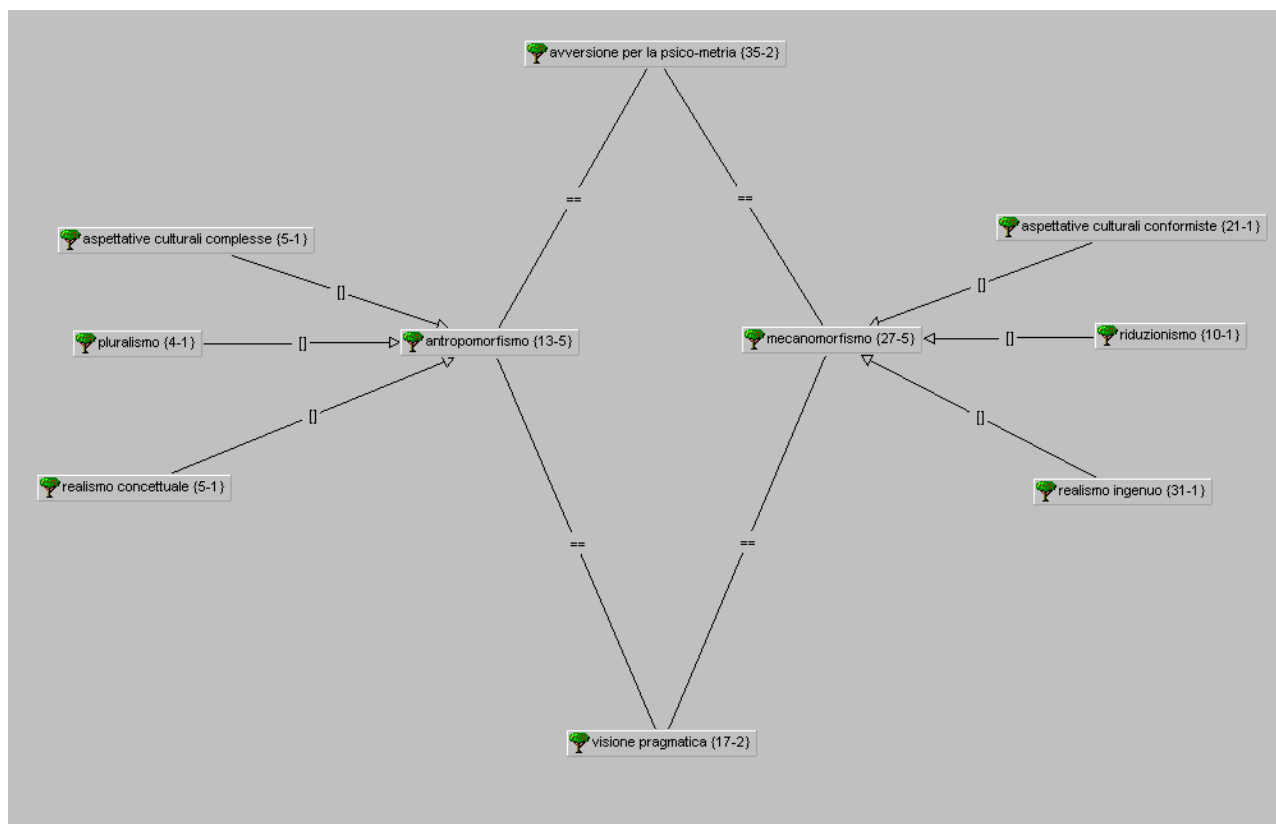 avversione per la psico-metria {35-2}
==
==
aspettative culturali conformiste {21-1}
aspettative culturali complesse {5-1}
[]
[]
pluralismo {4-1}
[]
antropomorfismo {13-5}
mecanomorfismo {27-5}
[]
riduzionismo {10-1}
[]
[]
realismo concettuale {5-1}
realismo ingenuo {31-1}
==
==
visione pragmatica {17-2}